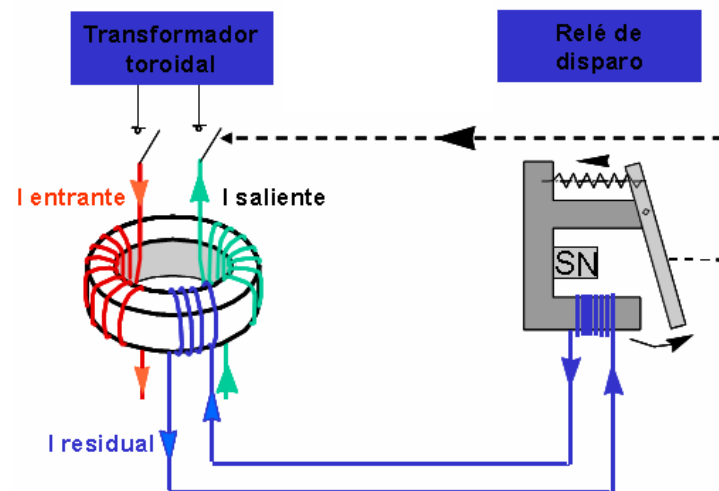 Transformador
toroidal
Relé de
disparo
I entrante
I saliente
SN
I residual